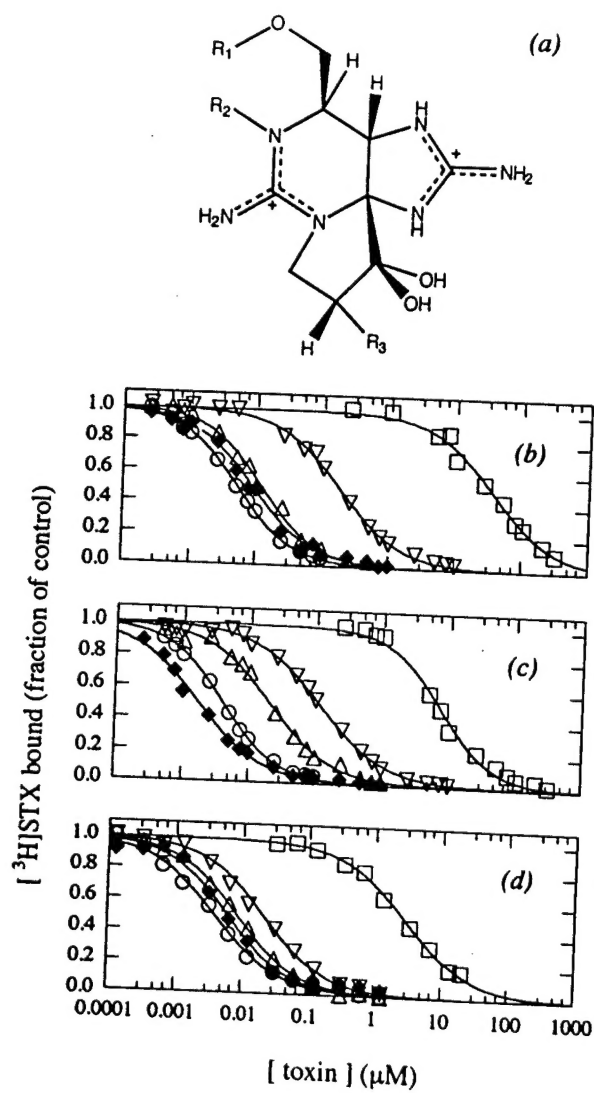 (a)
R1 O H
R2 H H
N N
+ NH2
H2N + N N
H
OH
OH
H R3
[ 3H]STX bound (fraction of control)
1.0
0.8
0.6
0.4
0.2
0.0
(b)
1.0
0.8
0.6
0.4
0.2
0.0
(c)
1.0
0.8
0.6
0.4
0.2
0.0
(d)
0.0001 0.001 0.01 0.1 1 10 100 1000
[ toxin ] (μM)